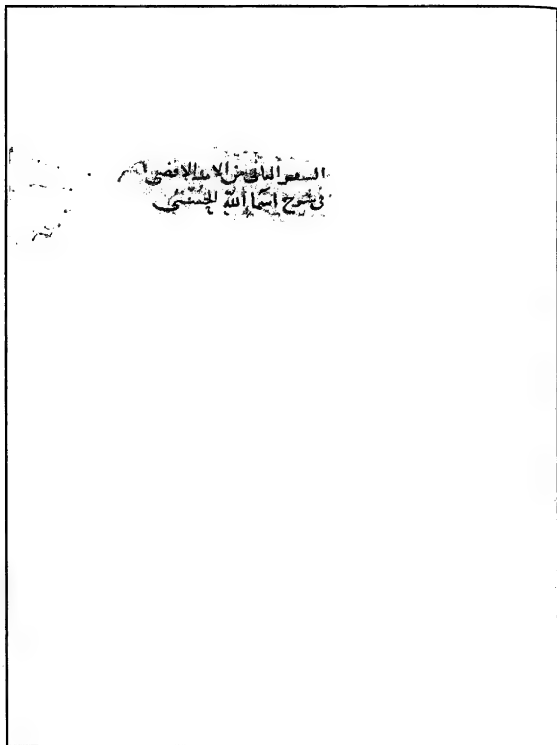 السفر الثاني من الامد الاقصى
في شرح اسما الله الحسنى